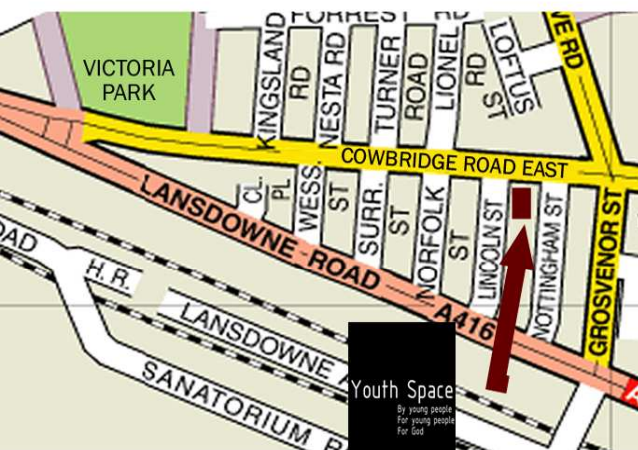 FORREST RD
VICTORIA
PARK
KINGSLAND
RD
NESTA RD
TURNER
ROAD
LIONEL
RD
LOFTUS
ST
VE RD
COWBRIDGE ROAD EAST
LANSDOWNE ROAD
A416
CL.
PL
WESS.
ST
SURR.
ST
NORFOLK
ST
LINCOLN ST
NOTTINGHAM ST
GROSVENOR ST
OAD
H. R.
LANSDOWNE A
SANATORIUM R
Youth Space
By young people
For young people
For God
A